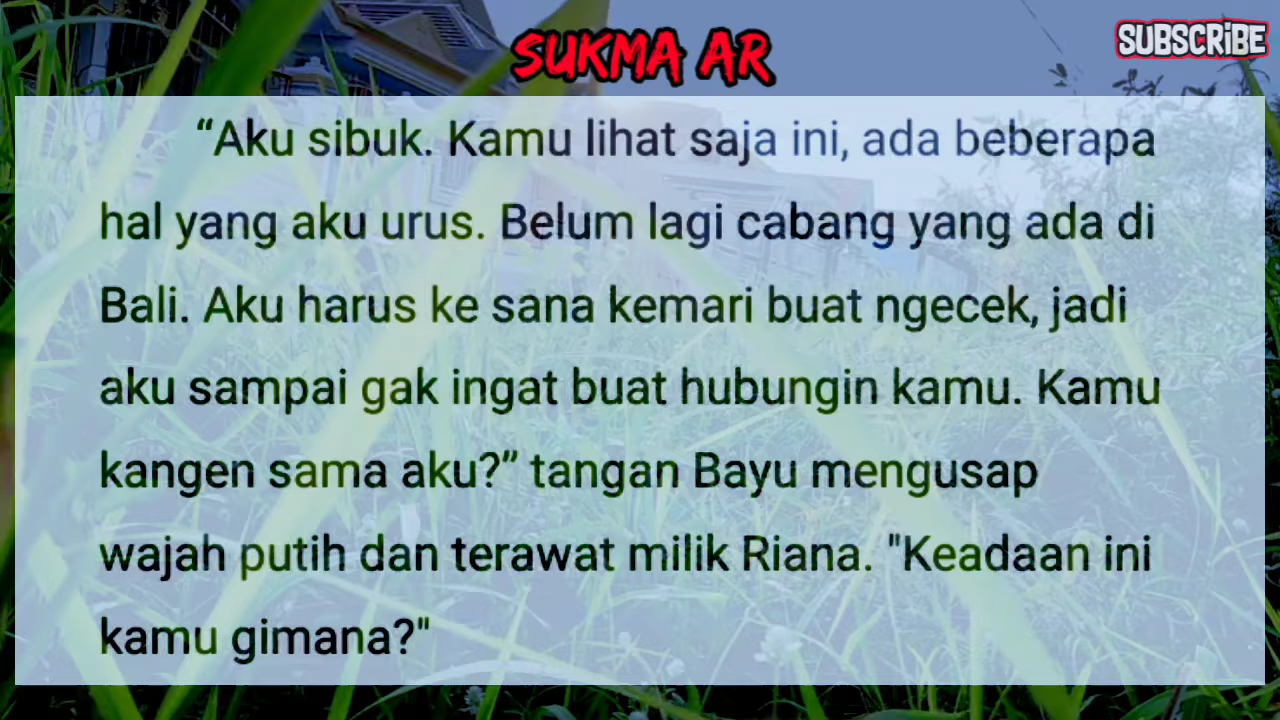 SUKMA AR
SUBSCRIBE
“Aku sibuk. Kamu lihat saja ini, ada beberapa
hal yang aku urus. Belum lagi cabang yang ada di
Bali. Aku harus ke sana kemari buat ngecek, jadi
aku sampai gak ingat buat hubungin kamu. Kamu
kangen sama aku?” tangan Bayu mengusap
wajah putih dan terawat milik Riana. "Keadaan ini
kamu gimana?"